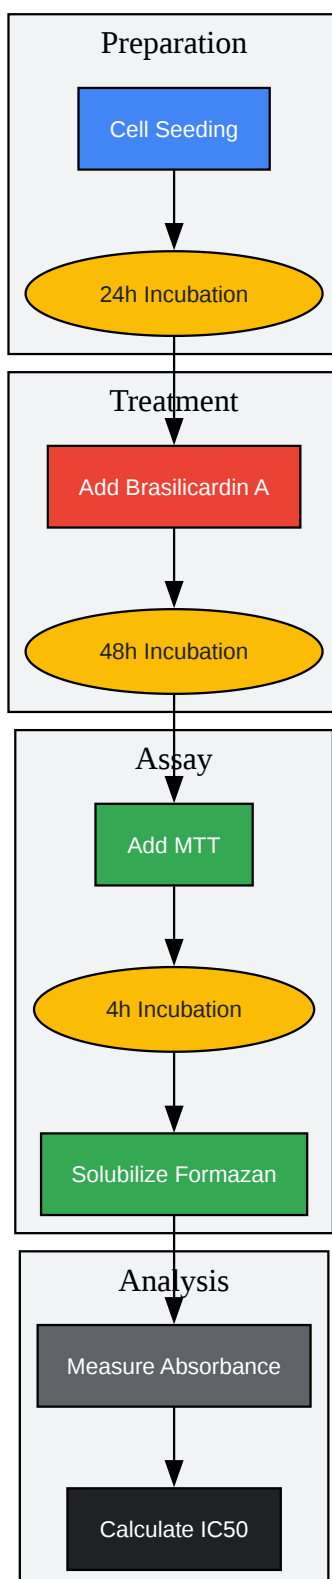 Preparation
Cell Seeding
24h Incubation
Treatment
Add Brasilicardin A
48h Incubation
Assay
Add MTT
4h Incubation
Solubilize Formazan
Analysis
Measure Absorbance
Calculate IC50